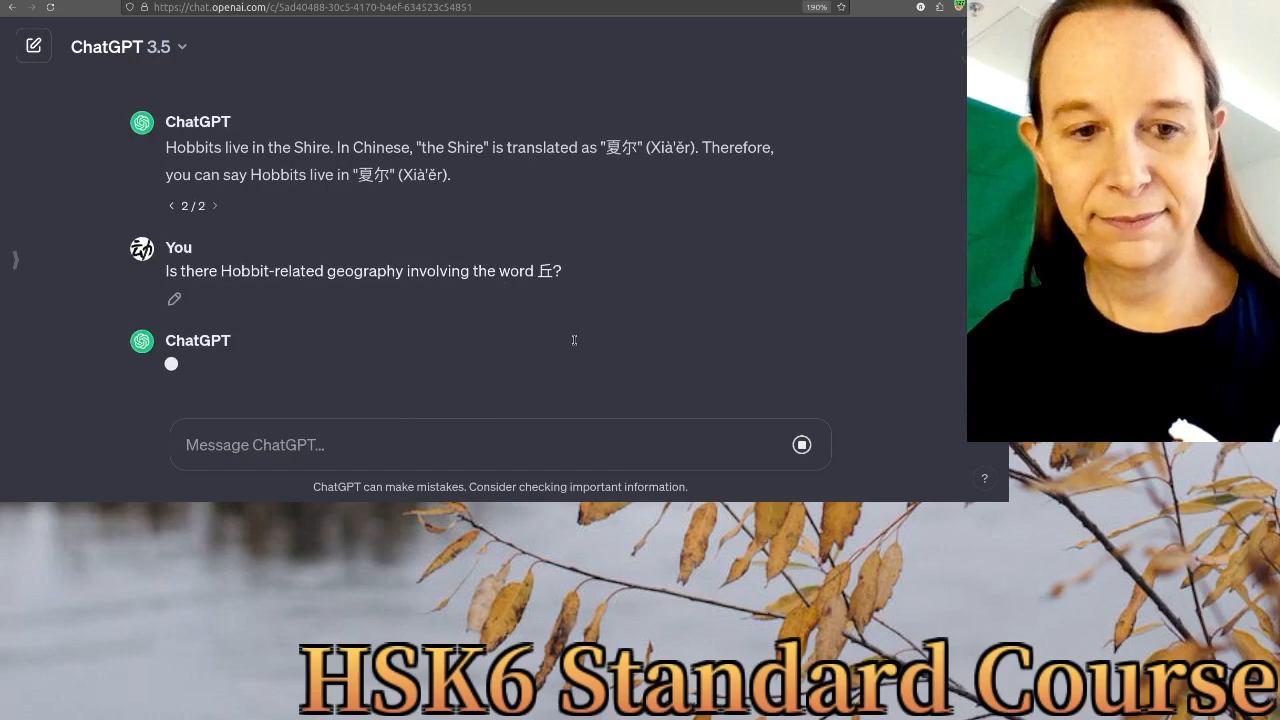 https://chat.openai.com/c/5ad40488-30c5-4170-b4ef-634523c54851
190%
ChatGPT 3.5
ChatGPT
Hobbits live in the Shire. In Chinese, "the Shire" is translated as "夏尔" (Xià'ěr). Therefore,
you can say Hobbits live in "夏尔" (Xià'ěr).
2 / 2
You
Is there Hobbit-related geography involving the word 丘?
ChatGPT
Message ChatGPT...
ChatGPT can make mistakes. Consider checking important information.
?
HSK6 Standard Course